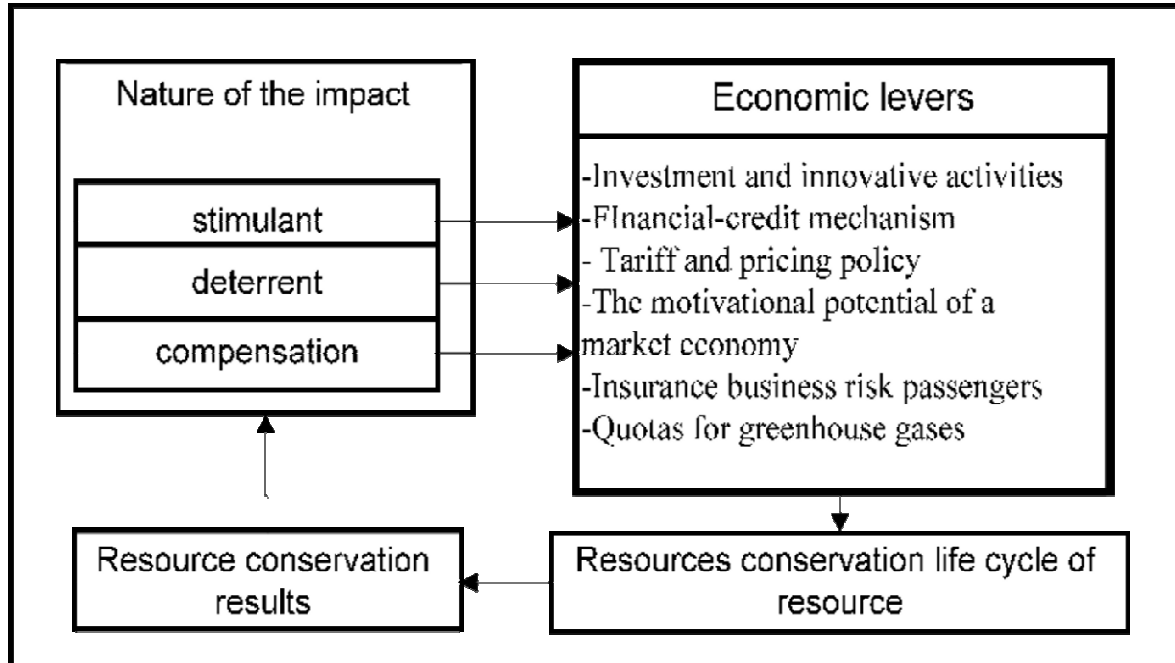 Nature of the impact
stimulant
deterrent
compensation
Economic levers
-Investment and innovative activities
-FInancial-credit mechanism
- Tariff and pricing policy
-The motivational potential of a
market economy
-Insurance business risk passengers
-Quotas for greenhouse gases
Resource conservation
results
Resources conservation life cycle of
resource